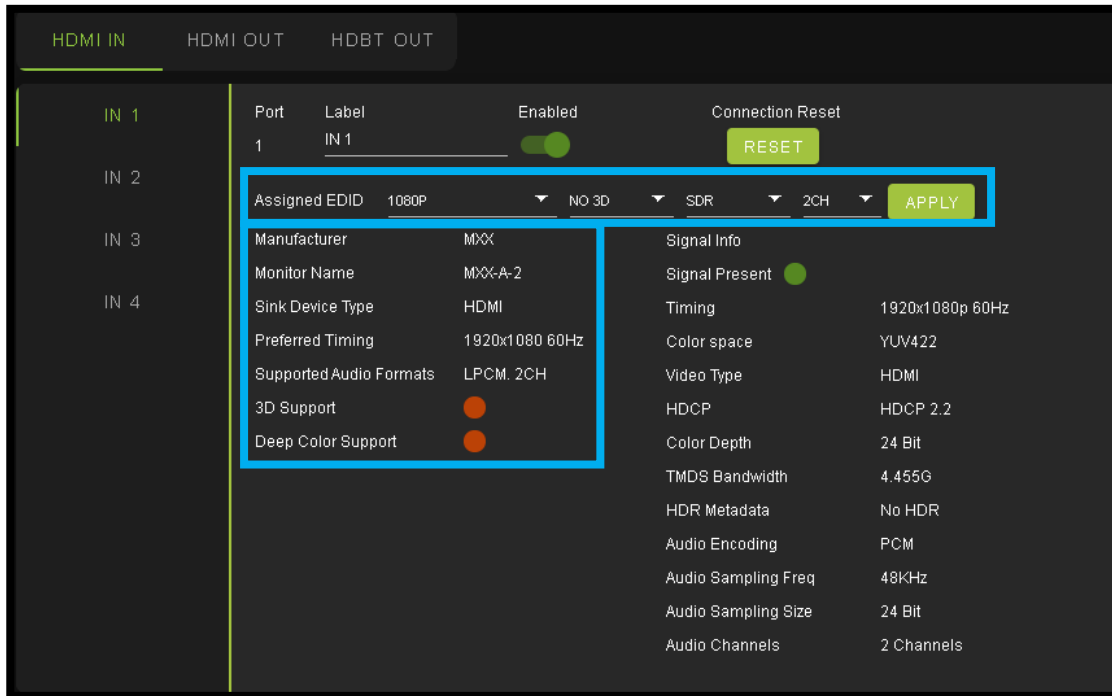 HDMI IN HDMI OUT HDBT OUT
IN 1
IN 2
IN 3
IN 4
Port Label Enabled Connection Reset
1 IN 1 RESET
Assigned EDID 1080P NO 3D SDR 2CH APPLY
Manufacturer MXX
Monitor Name MXX-A-2
Sink Device Type HDMI
Preferred Timing 1920x1080 60Hz
Supported Audio Formats LPCM. 2CH
3D Support
Deep Color Support
Signal Info
Signal Present
Timing 1920x1080p 60Hz
Color space YUV422
Video Type HDMI
HDCP HDCP 2.2
Color Depth 24 Bit
TMDS Bandwidth 4.455G
HDR Metadata No HDR
Audio Encoding PCM
Audio Sampling Freq 48KHz
Audio Sampling Size 24 Bit
Audio Channels 2 Channels